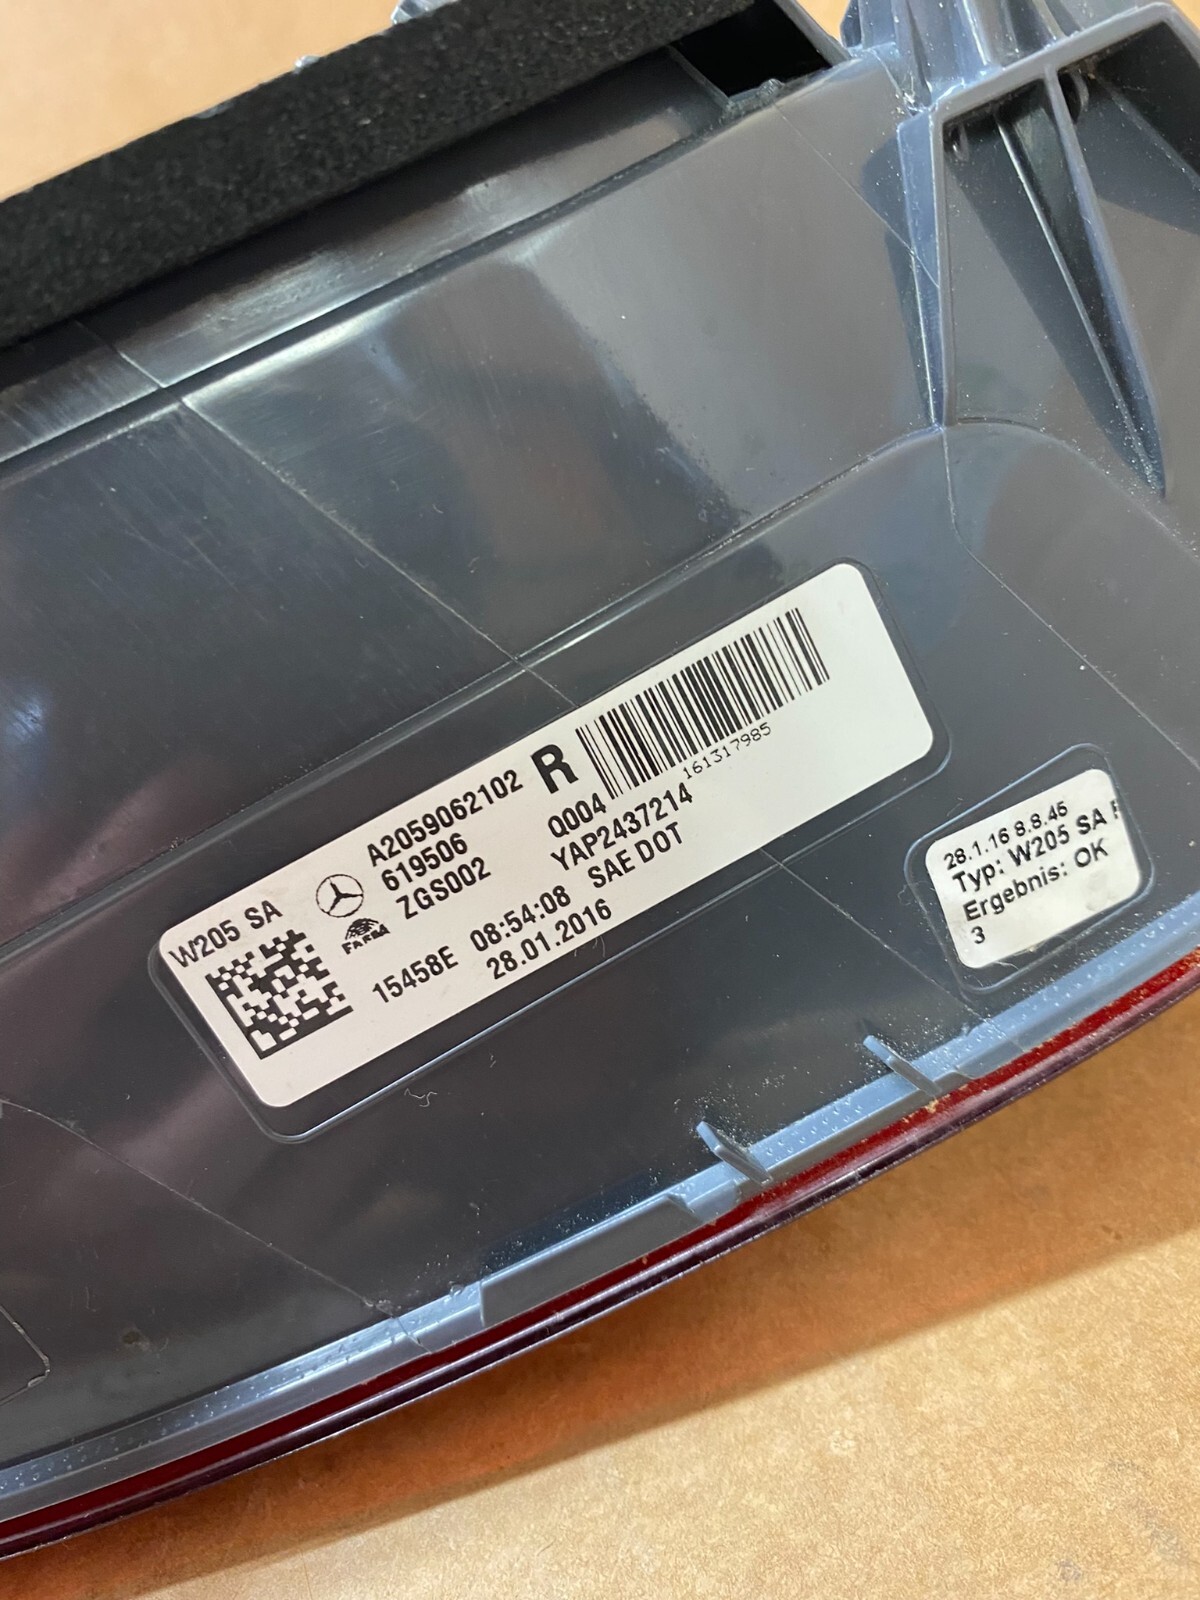 W205 SA
A2059062102 R
619506
ZGS002
FARBA
Q004
YAP2437214
161317985
15458E 08:54:08 SAE DOT
28.01.2016
28.1.16 8.8.45
Typ: W205 SA
Ergebnis: OK
3